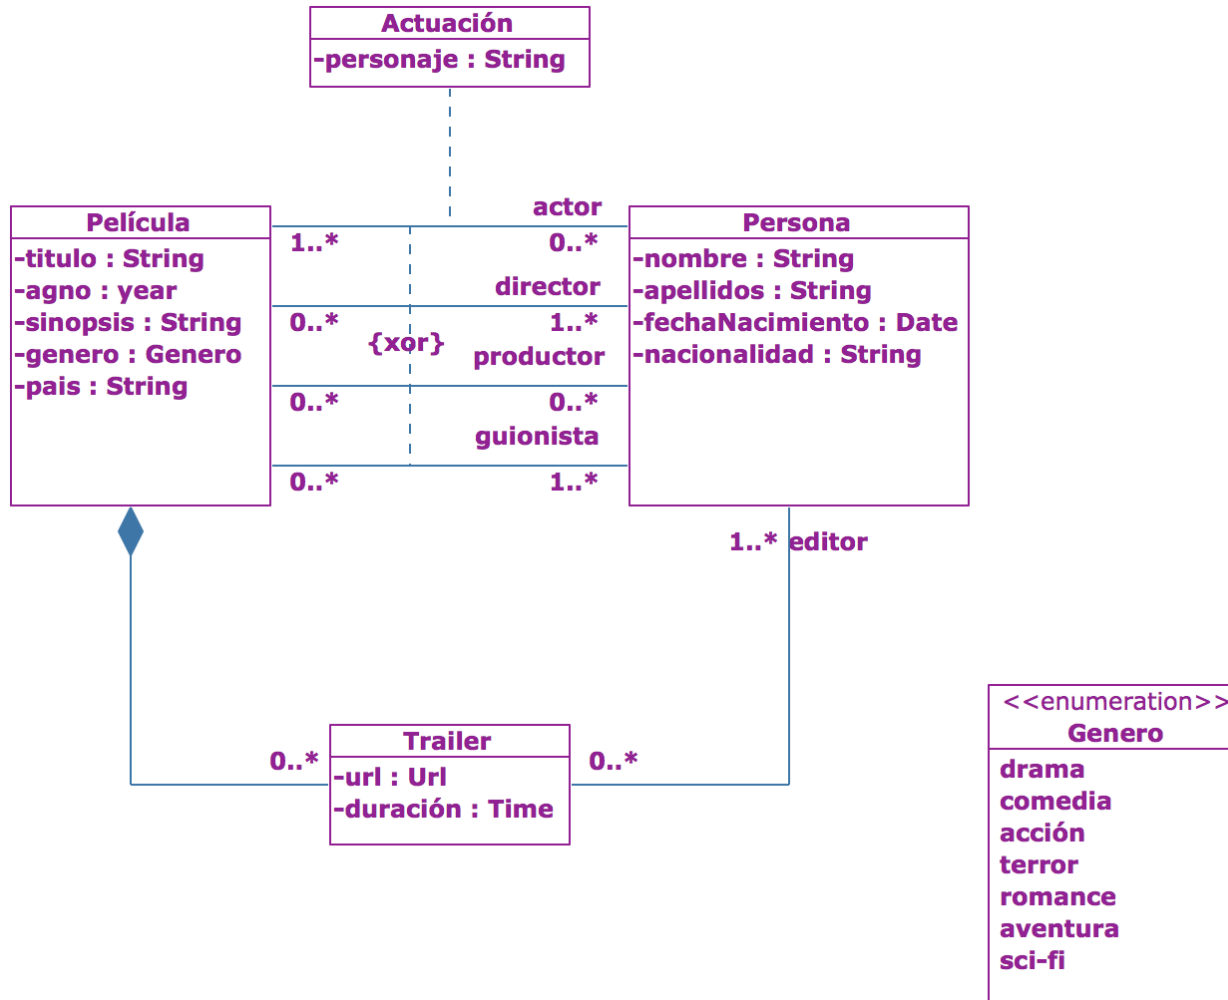 Actuación
-personaje : String
Película
-titulo : String
-agno : year
-sinopsis : String
-genero : Genero
-pais : String
actor
1..*
0..*
director
0..*
1..*
{xor}
productor
0..*
0..*
guionista
0..*
1..*
Persona
-nombre : String
-apellidos : String
-fechaNacimiento : Date
-nacionalidad : String
1..* editor
0..*
Trailer
-url : Url
-duración : Time
0..*
<<enumeration>>
Genero
drama
comedia
acción
terror
romance
aventura
sci-fi